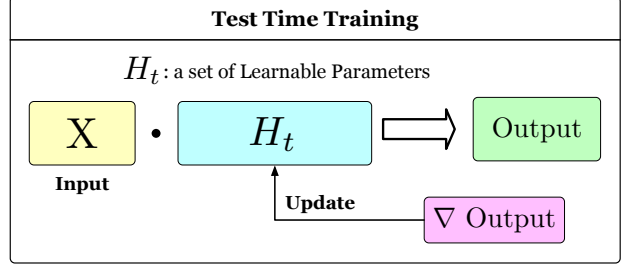 Test Time Training
H_t : a set of Learnable Parameters
X • H_t Output
Input
Update
∇ Output